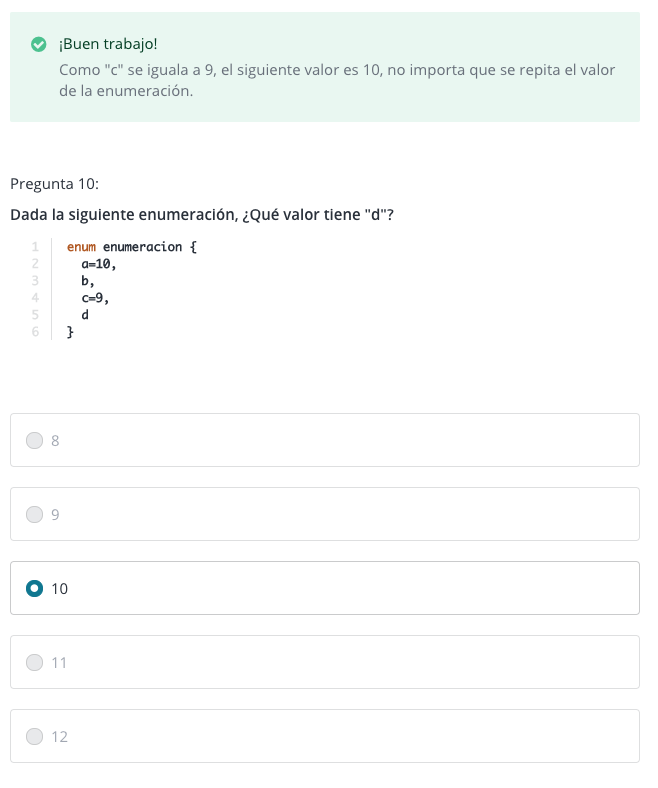 ¡Buen trabajo!
Como "c" se iguala a 9, el siguiente valor es 10, no importa que se repita el valor
de la enumeración.
Pregunta 10:
Dada la siguiente enumeración, ¿Qué valor tiene "d"?
1 enum enumeracion {
2 a=10,
3 b,
4 c=9,
5 d
6 }
8
9
10
11
12